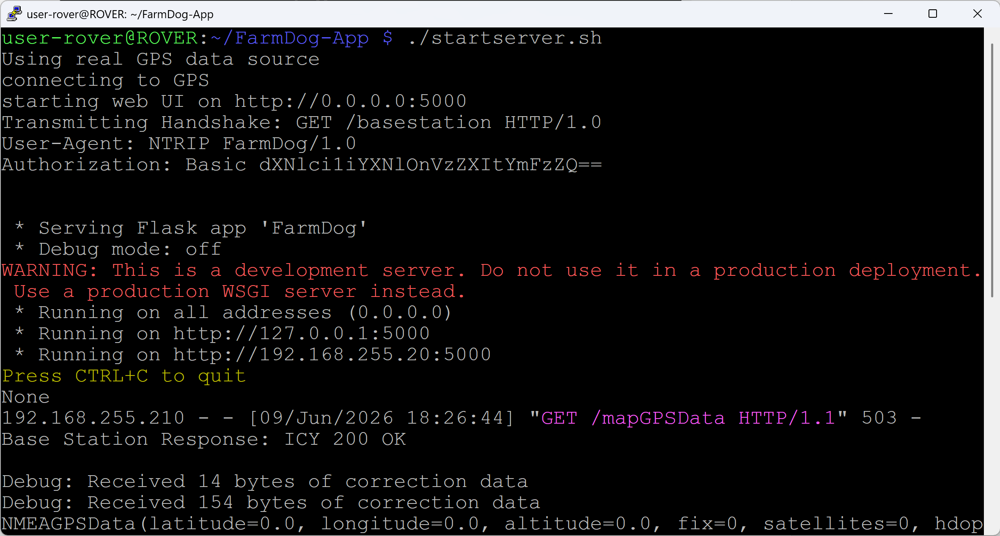 user-rover@ROVER: ~/FarmDog-App
user-rover@ROVER:~/FarmDog-App $ ./startserver.sh
Using real GPS data source
connecting to GPS
starting web UI on http://0.0.0.0:5000
Transmitting Handshake: GET /basestation HTTP/1.0
User-Agent: NTRIP FarmDog/1.0
Authorization: Basic dXNlci1iYXNlOnVzZXItYmFzZQ==
 * Serving Flask app 'FarmDog'
 * Debug mode: off
WARNING: This is a development server. Do not use it in a production deployment.
 Use a production WSGI server instead.
 * Running on all addresses (0.0.0.0)
 * Running on http://127.0.0.1:5000
 * Running on http://192.168.255.20:5000
Press CTRL+C to quit
None
192.168.255.210 - - [09/Jun/2026 18:26:44] "GET /mapGPSData HTTP/1.1" 503 -
Base Station Response: ICY 200 OK
Debug: Received 14 bytes of correction data
Debug: Received 154 bytes of correction data
NMEAGPSData(latitude=0.0, longitude=0.0, altitude=0.0, fix=0, satellites=0, hdop